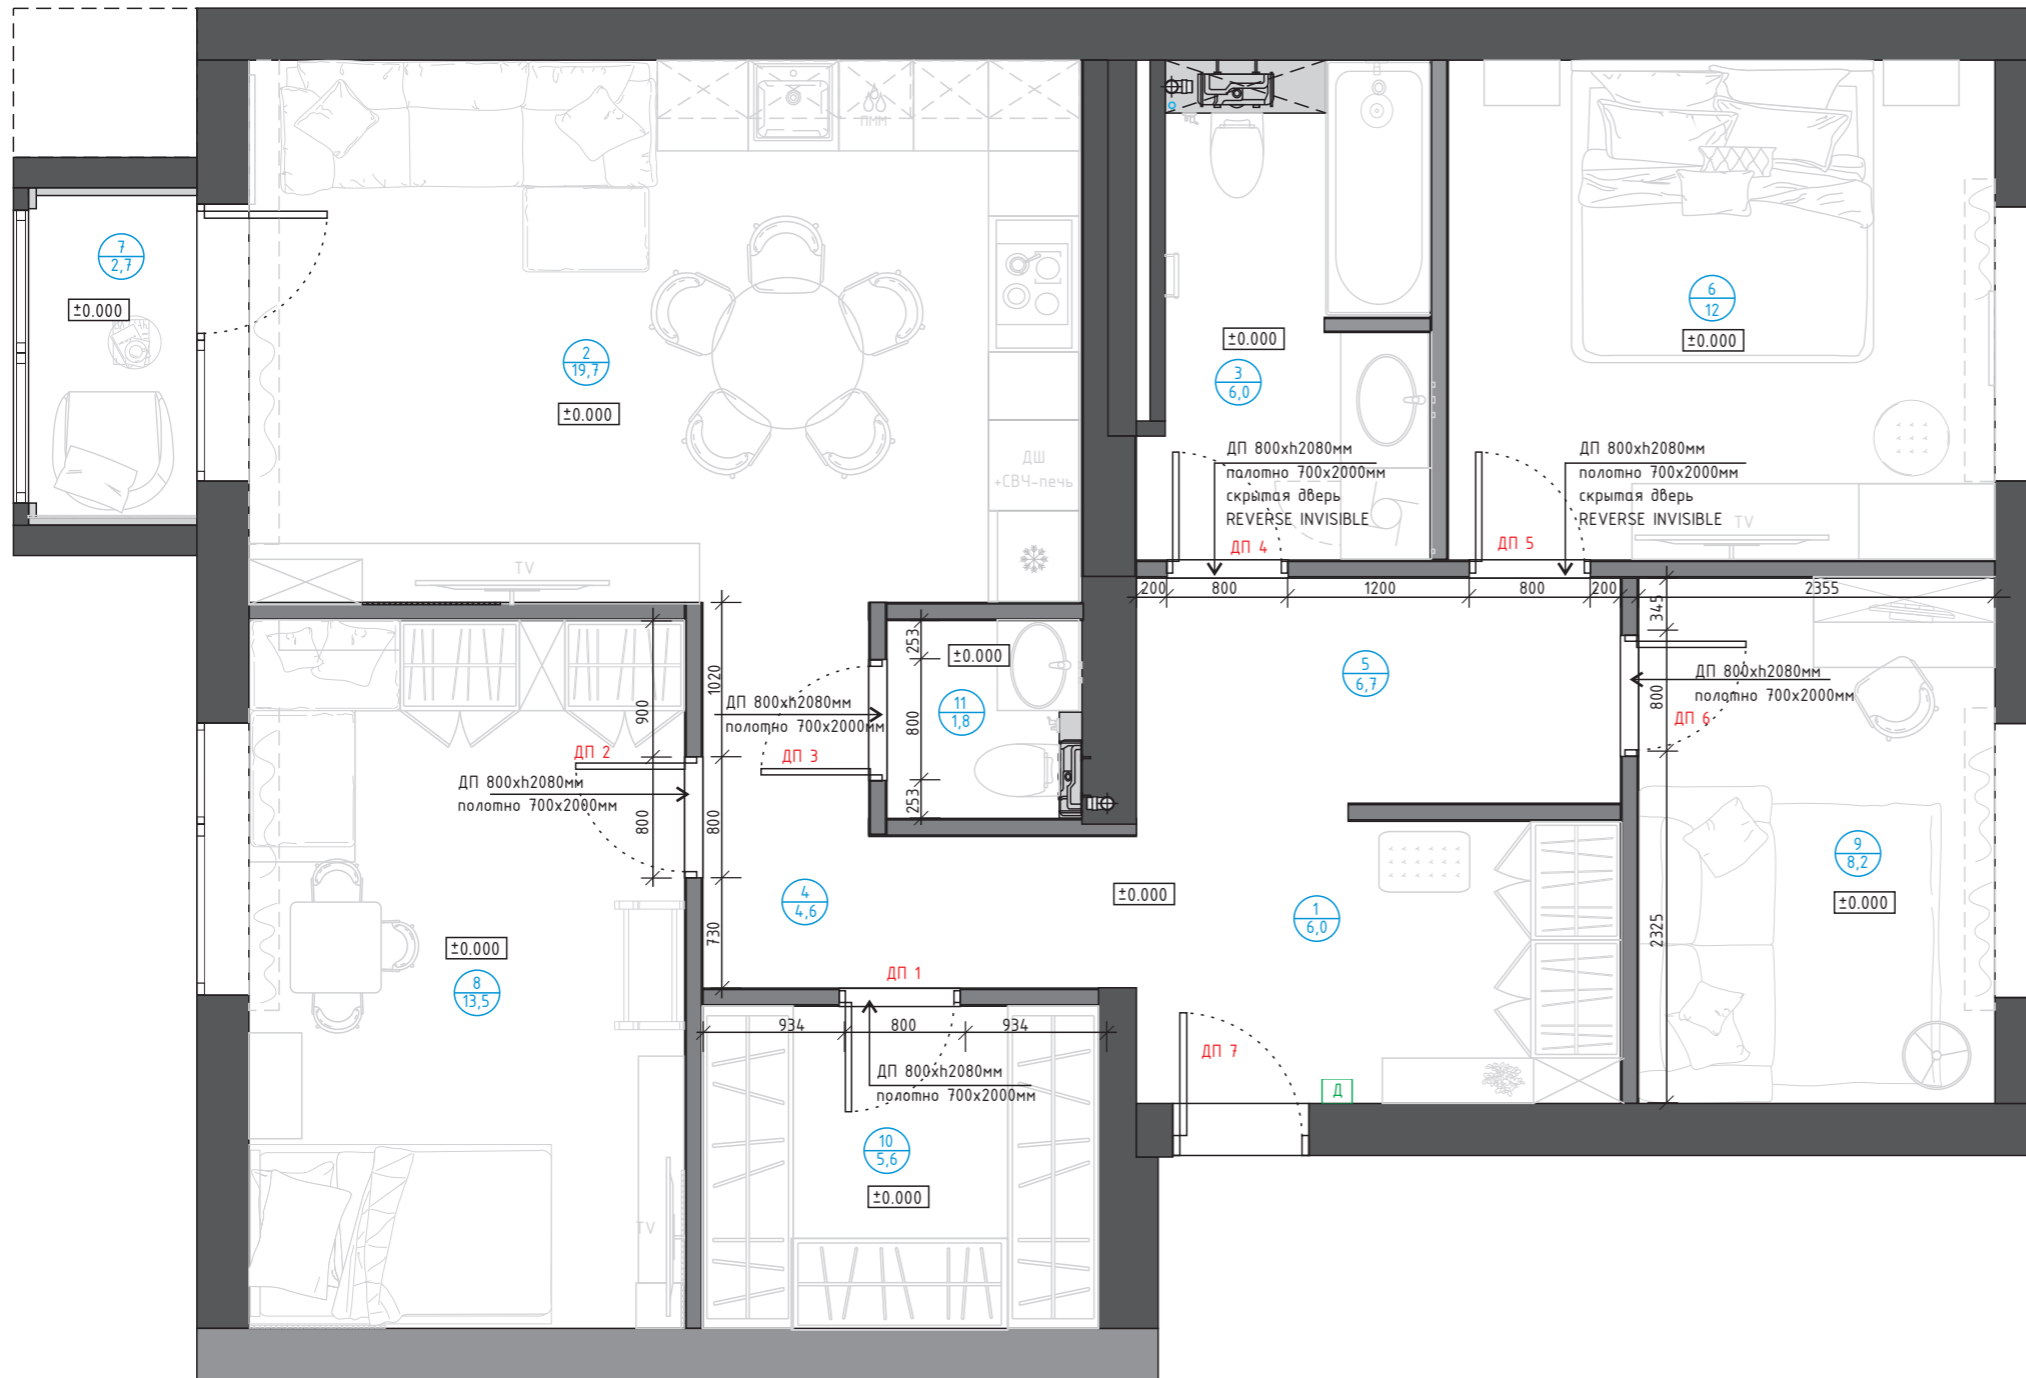 ПММ
7
2,7
±0.000
2
19,7
±0.000
ДШ
+СВЧ-печь
TV
±0.000
3
6,0
6
12
±0.000
ДП 800xh2080мм
полотно 700x2000мм
скрытая дверь
REVERSE INVISIBLE
ДП 4
ДП 800xh2080мм
полотно 700x2000мм
скрытая дверь
REVERSE INVISIBLE
ДП 5
TV
200
800
1200
800
200
2355
345
800
2325
ДП 800xh2080мм
полотно 700x2000мм
ДП 6
5
6,7
900
800
1020
800
730
253
800
253
±0.000
11
1,8
ДП 800xh2080мм
полотно 700x2000мм
ДП 3
ДП 2
ДП 800xh2080мм
полотно 700x2000мм
4
4,6
±0.000
1
6,0
9
8,2
±0.000
±0.000
8
13,5
ДП 1
934
800
934
ДП 800xh2080мм
полотно 700x2000мм
ДП 7
Д
10
5,6
±0.000
TV